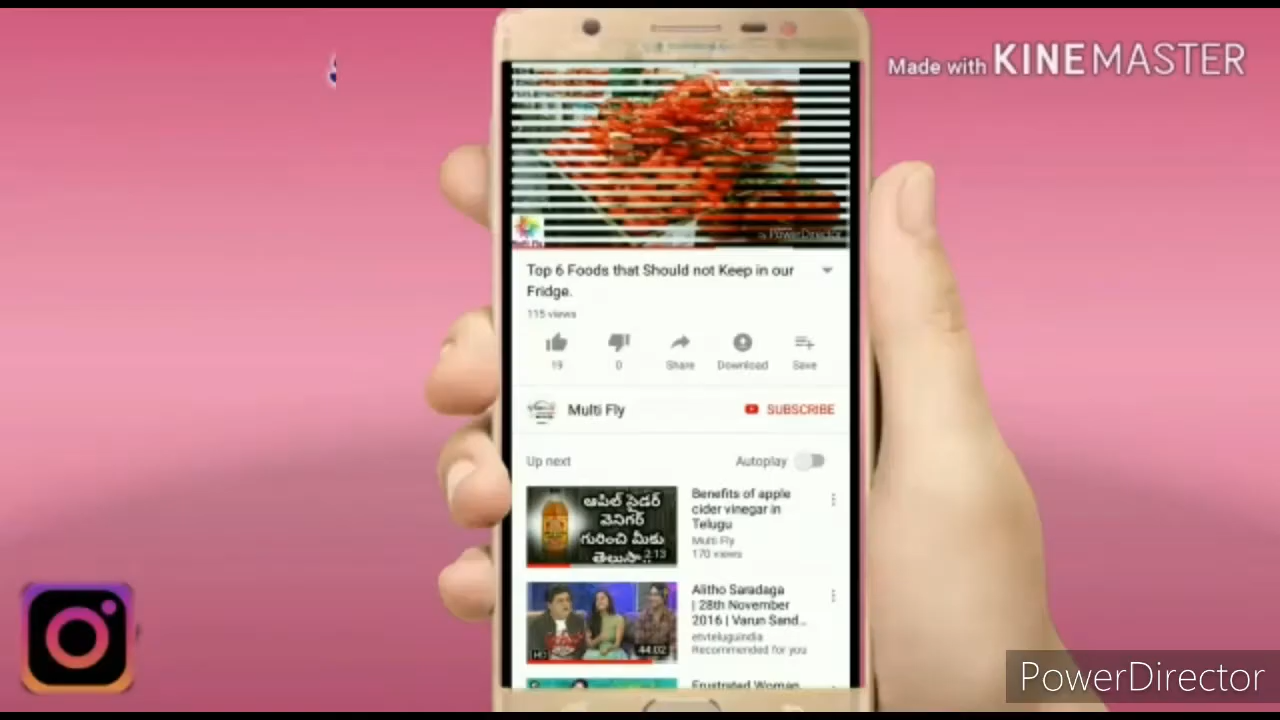 Made with KINEMASTER
by PowerDirector
Top 6 Foods that Should not Keep in our
Fridge.
115 views
19
0
Share
Download
Save
Multi Fly
SUBSCRIBE
Up next
Autoplay
ఆపిల్ సైడర్
వెనిగర్
గురించి మీకు
తెలుసా..
2:13
Benefits of apple
cider vinegar in
Telugu
Multi Fly
170 views
HD
44:02
Alitho Saradaga
| 28th November
2016 | Varun Sand...
etvteluguindia
Recommended for you
Frustrated Woman
PowerDirector